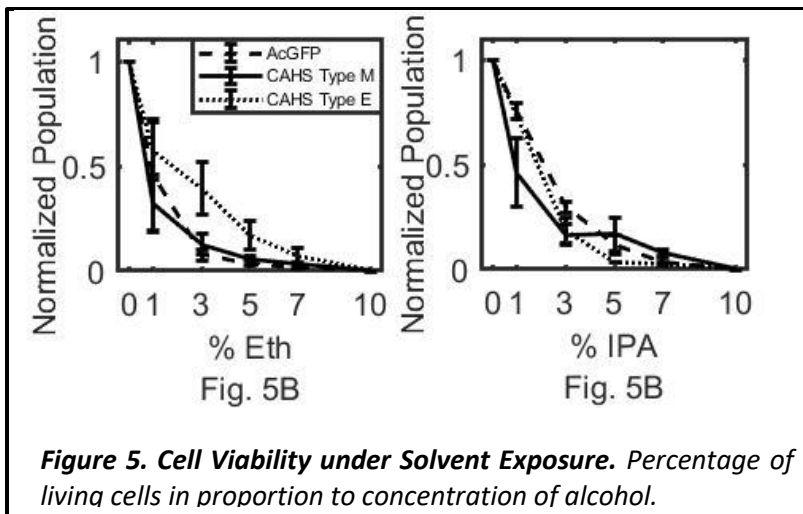 AcGFP
CAHS Type M
CAHS Type E
Normalized Population
1
0.5
0
0 1 3 5 7 10
% Eth
Fig. 5B
Normalized Population
1
0.5
0
0 1 3 5 7 10
% IPA
Fig. 5B
Figure 5. Cell Viability under Solvent Exposure. Percentage of
living cells in proportion to concentration of alcohol.